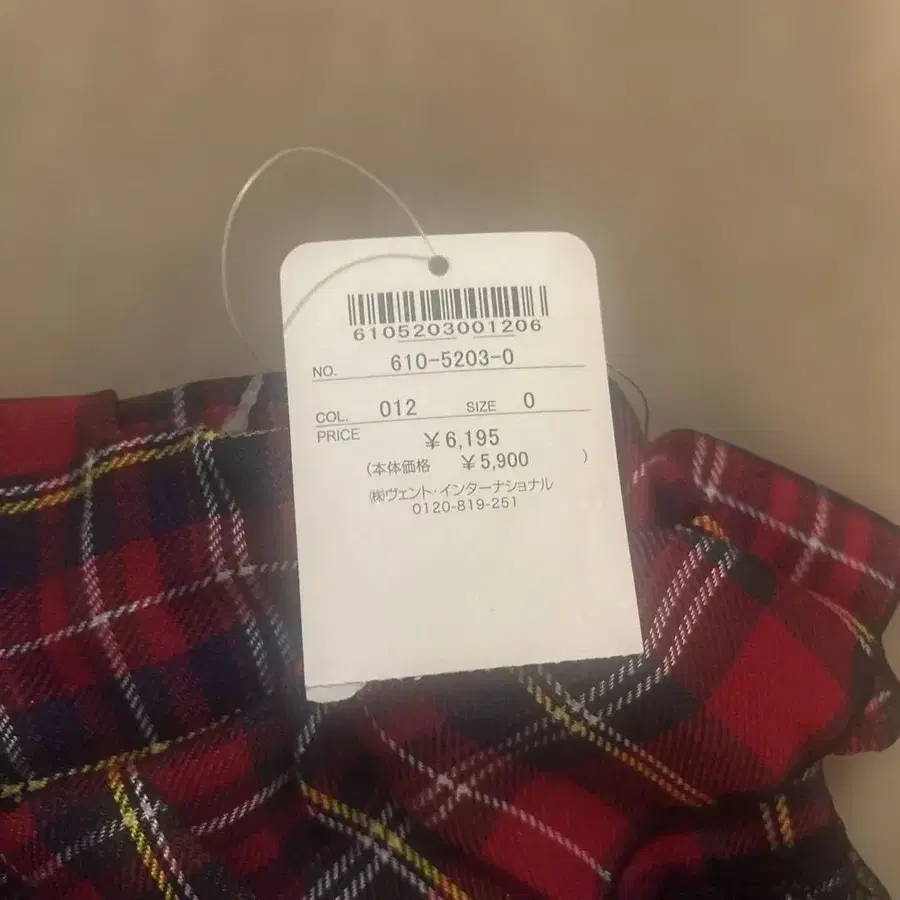 6105203001206
NO. 610-5203-0
COL. 012 SIZE 0
PRICE ¥6,195
(本体価格 ¥5,900 )
㈱ヴェント・インターナショナル
0120-819-251